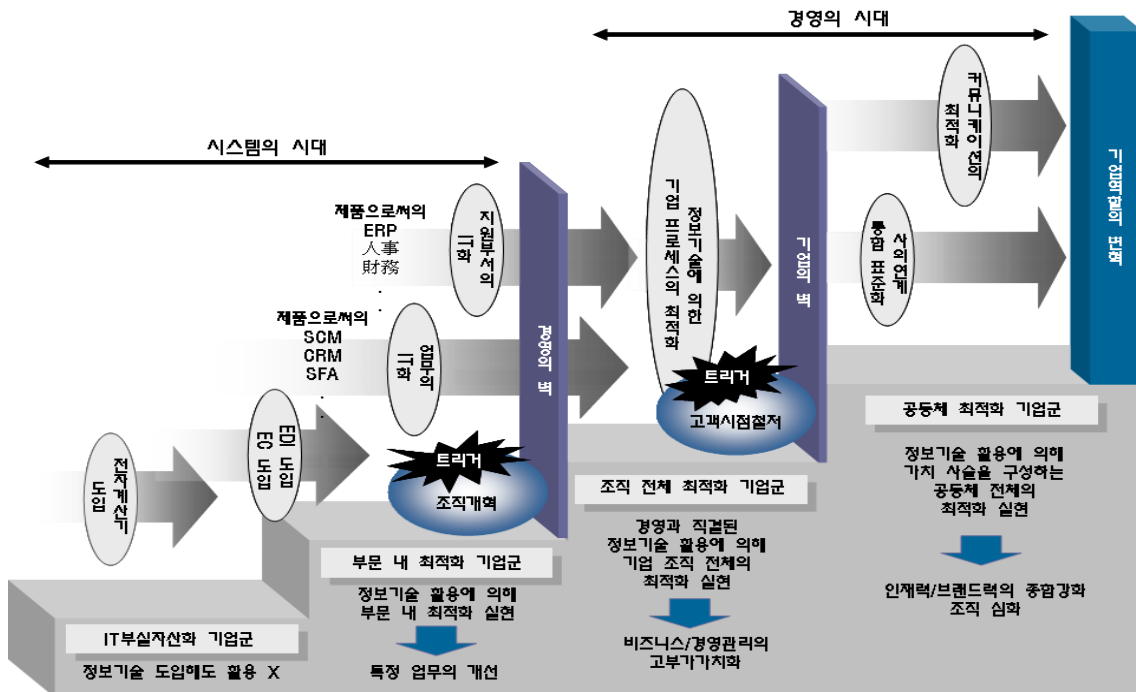 경영의 시대
시스템의 시대
커뮤니케이션의
최적화
기업역할의 변혁
제품으로써의
ERP
人事
財務
지원부서의
IT화
정보기술에 의한
기업 프로세스의 최적화
기업의 벽
사의연계
통합 표준화
제품으로써의
SCM
CRM
SFA
업무의
IT화
경영의 벽
트리거
고객시점철저
EDI 도입
EC 도입
전자계산기
도입
트리거
조직개혁
공동체 최적화 기업군
정보기술 활용에 의해
가치 사슬을 구성하는
공동체 전체의
최적화 실현
인재력/브랜드력의 종합강화
조직 심화
조직 전체 최적화 기업군
경영과 직결된
정보기술 활용에 의해
기업 조직 전체의
최적화 실현
비즈니스/경영관리의
고부가가치화
부문 내 최적화 기업군
정보기술 활용에 의해
부문 내 최적화 실현
특정 업무의 개선
IT부실자산화 기업군
정보기술 도입해도 활용 X